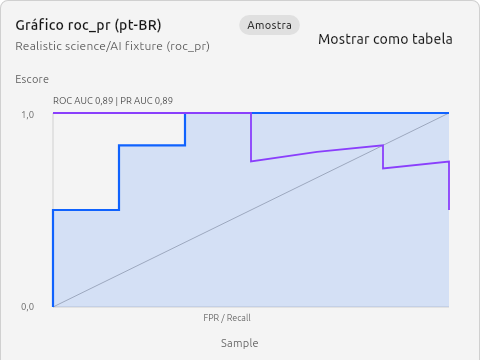 Gráfico roc_pr (pt-BR)
Amostra
Mostrar como tabela
Realistic science/AI fixture (roc_pr)
Escore
ROC AUC 0,89 | PR AUC 0,89
1,0
0,0
FPR / Recall
Sample